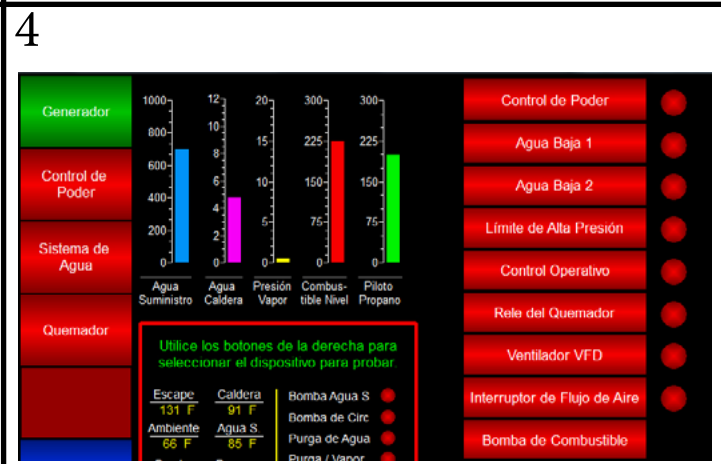 4
Generador
Control de
Poder
Sistema de
Agua
Quemador
1000
800
600
400
200
0
12
10
8
6
4
2
0
20
15
10
5
0
300
225
150
75
0
300
225
150
75
0
Agua
Suministro
Agua
Caldera
Presión
Vapor
Combus-
tible Nivel
Piloto
Propano
Utilice los botones de la derecha para
seleccionar el dispositivo para probar.
Escape
131 F
Caldera
91 F
Ambiente
66 F
Agua S.
85 F
Bomba Agua S
Bomba de Circ
Purga de Agua
Purga / Vapor
Control de Poder
Agua Baja 1
Agua Baja 2
Límite de Alta Presión
Control Operativo
Rele del Quemador
Ventilador VFD
Interruptor de Flujo de Aire
Bomba de Combustible